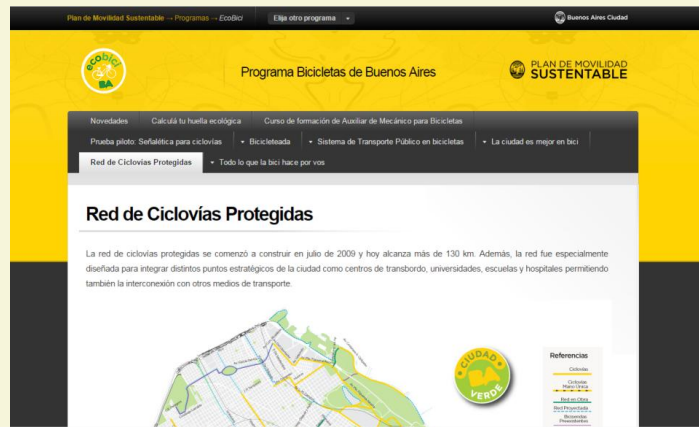 Plan de Movilidad Sustentable → Programas → EcoBici
Elija otro programa
Buenos Aires Ciudad
ecobici
BA
Programa Bicicletas de Buenos Aires
PLAN DE MOVILIDAD
SUSTENTABLE
Novedades Calculá tu huella ecológica Curso de formación de Auxiliar de Mecánico para Bicicletas
Prueba piloto: Señalética para ciclovías Bicicleteada Sistema de Transporte Público en bicicletas La ciudad es mejor en bici
Red de Ciclovías Protegidas Todo lo que la bici hace por vos
Red de Ciclovías Protegidas
La red de ciclovías protegidas se comenzó a construir en julio de 2009 y hoy alcanza más de 130 km. Además, la red fue especialmente
diseñada para integrar distintos puntos estratégicos de la ciudad como centros de transbordo, universidades, escuelas y hospitales permitiendo
también la interconexión con otros medios de transporte.
CIUDAD
BA
VERDE
Referencias
Ciclovías
Ciclovías
Mano Única
Red en Obra
Red Proyectada
Bicisendas
Preexistentes